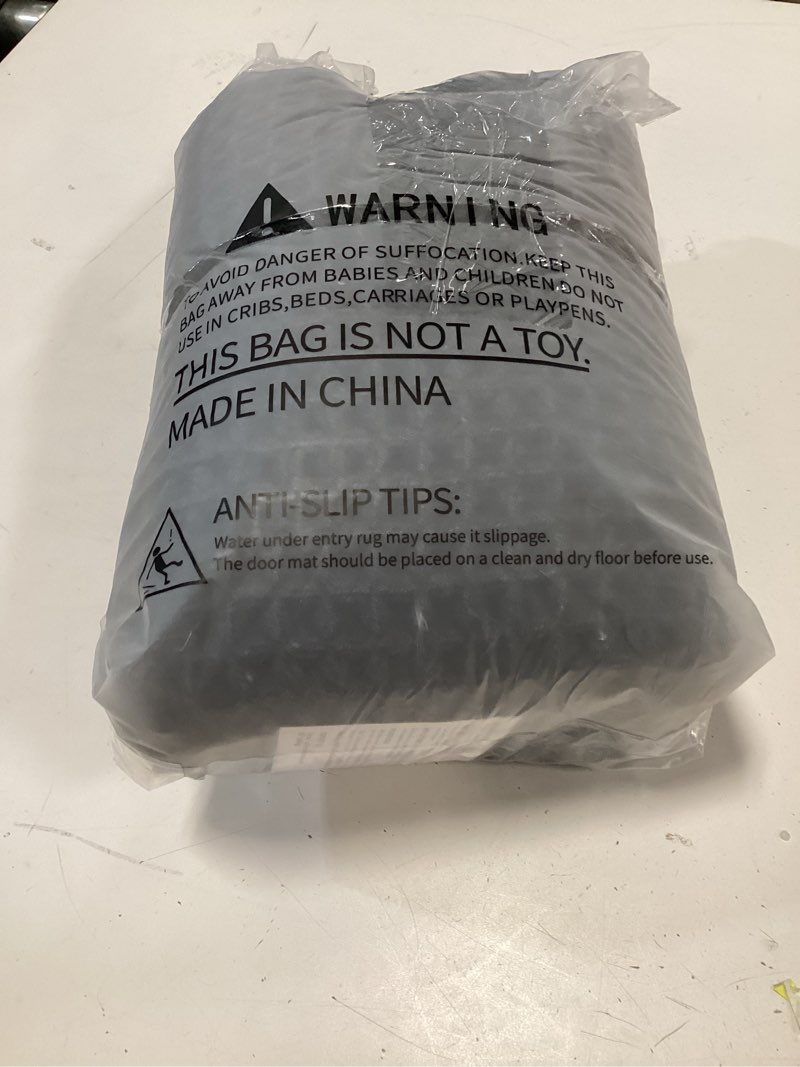 WARNING
TO AVOID DANGER OF SUFFOCATION.KEEP THIS
BAG AWAY FROM BABIES AND CHILDREN.DO NOT
USE IN CRIBS,BEDS,CARRIAGES OR PLAYPENS.
THIS BAG IS NOT A TOY.
MADE IN CHINA
ANTI-SLIP TIPS:
Water under entry rug may cause it slippage.
The door mat should be placed on a clean and dry floor before use.